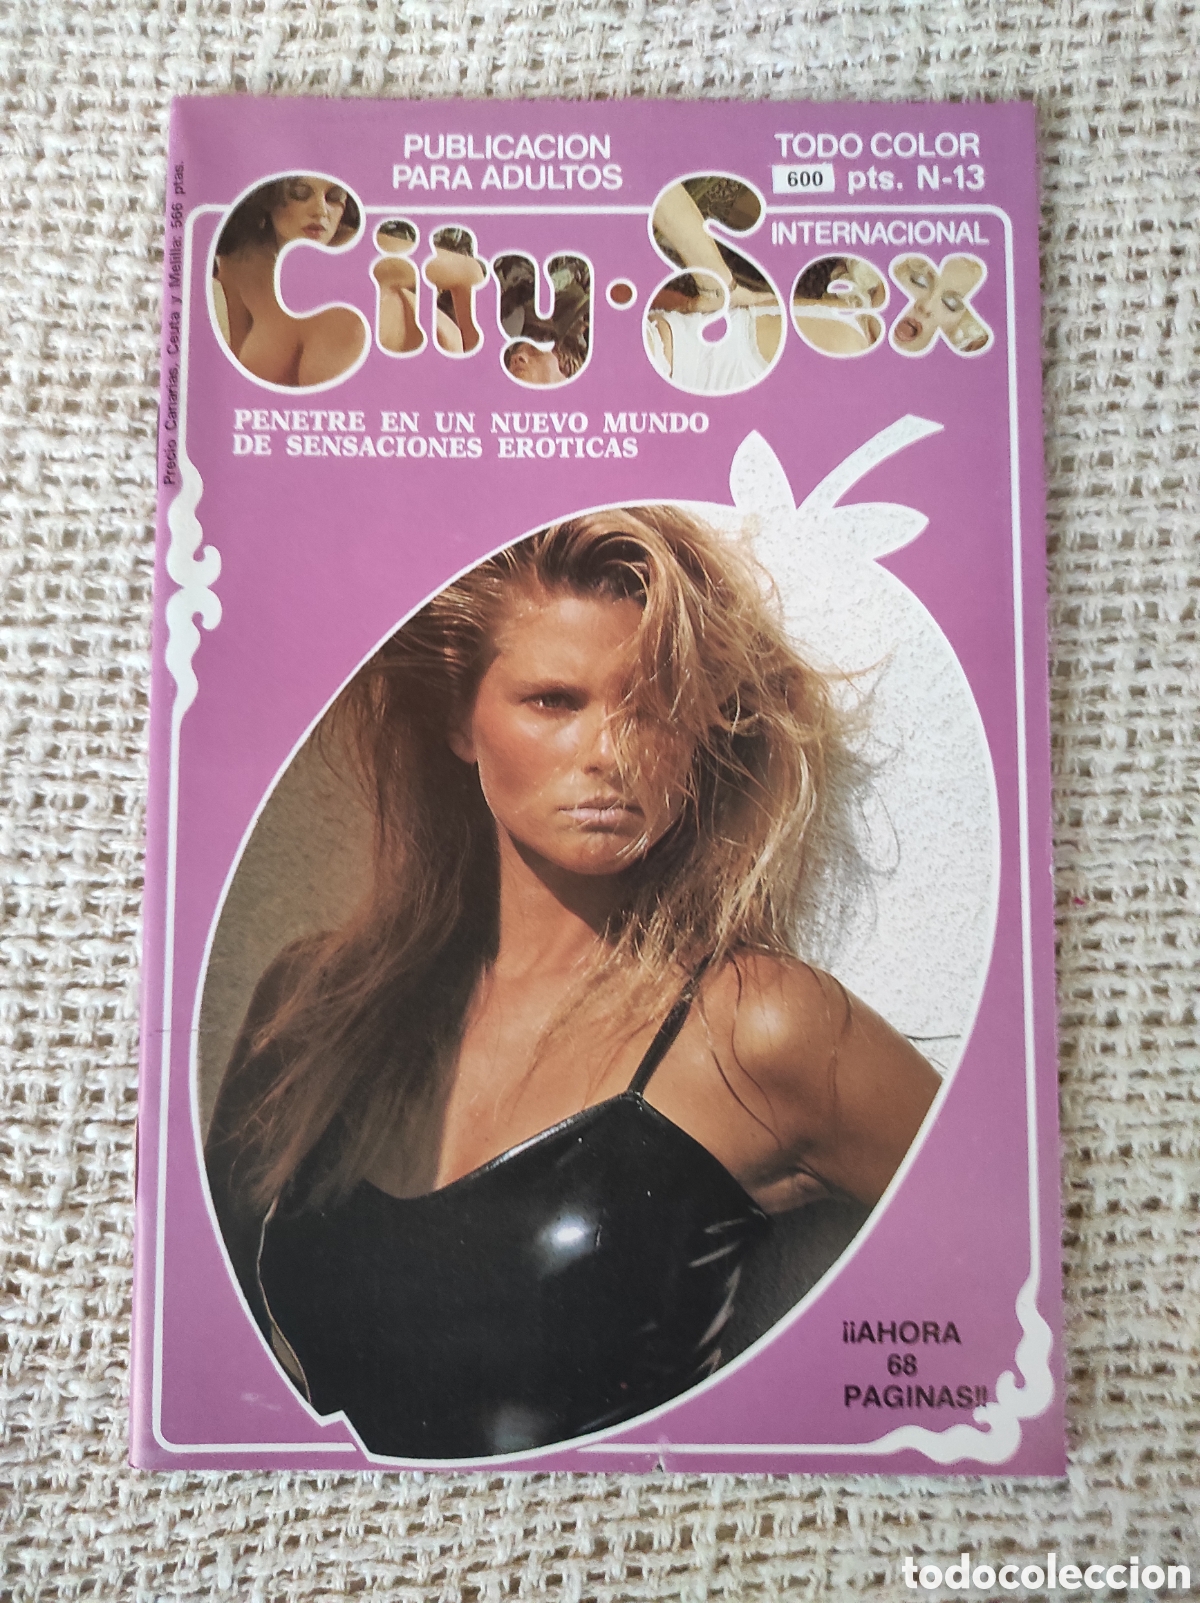 PUBLICACION
PARA ADULTOS
TODO COLOR
600 pts. N-13
INTERNACIONAL
City·Sex
PENETRE EN UN NUEVO MUNDO
DE SENSACIONES EROTICAS
Precio Canarias, Ceuta y Melilla: 566 ptas.
¡¡AHORA
68
PAGINAS!!
todocoleccion